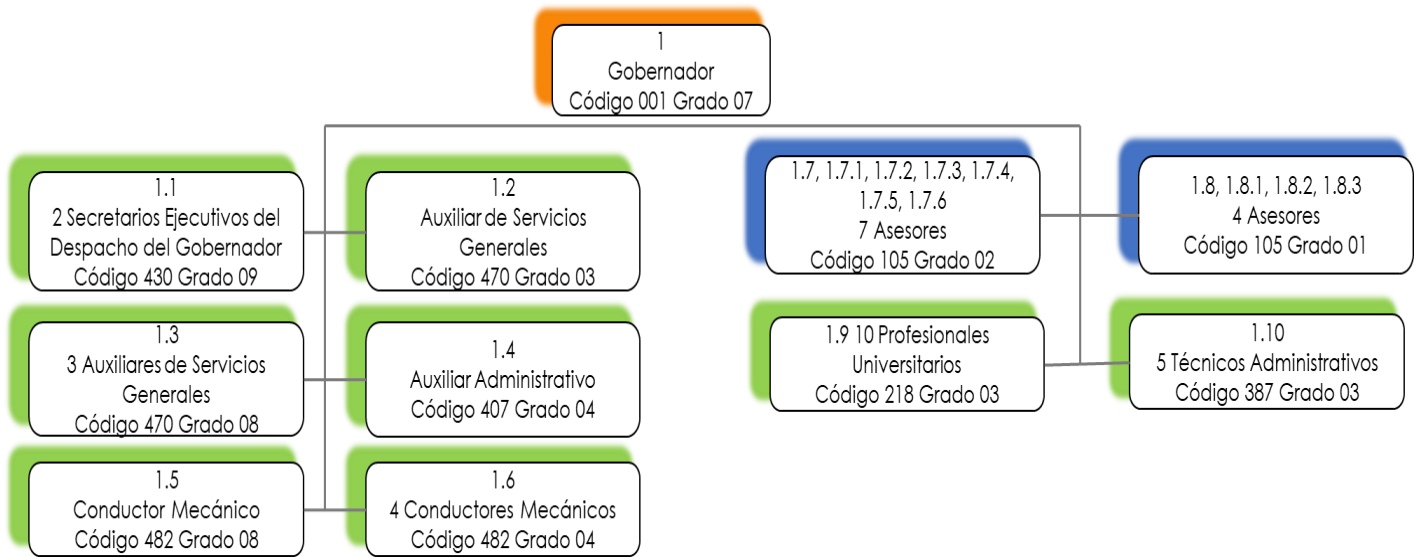 1
Gobernador
Código 001 Grado 07
1.1
2 Secretarios Ejecutivos del
Despacho del Gobernador
Código 430 Grado 09
1.2
Auxiliar de Servicios
Generales
Código 470 Grado 03
1.3
3 Auxiliares de Servicios
Generales
Código 470 Grado 08
1.4
Auxiliar Administrativo
Código 407 Grado 04
1.5
Conductor Mecánico
Código 482 Grado 08
1.6
4 Conductores Mecánicos
Código 482 Grado 04
1.7, 1.7.1, 1.7.2, 1.7.3, 1.7.4,
1.7.5, 1.7.6
7 Asesores
Código 105 Grado 02
1.8, 1.8.1, 1.8.2, 1.8.3
4 Asesores
Código 105 Grado 01
1.9 10 Profesionales
Universitarios
Código 218 Grado 03
1.10
5 Técnicos Administrativos
Código 387 Grado 03